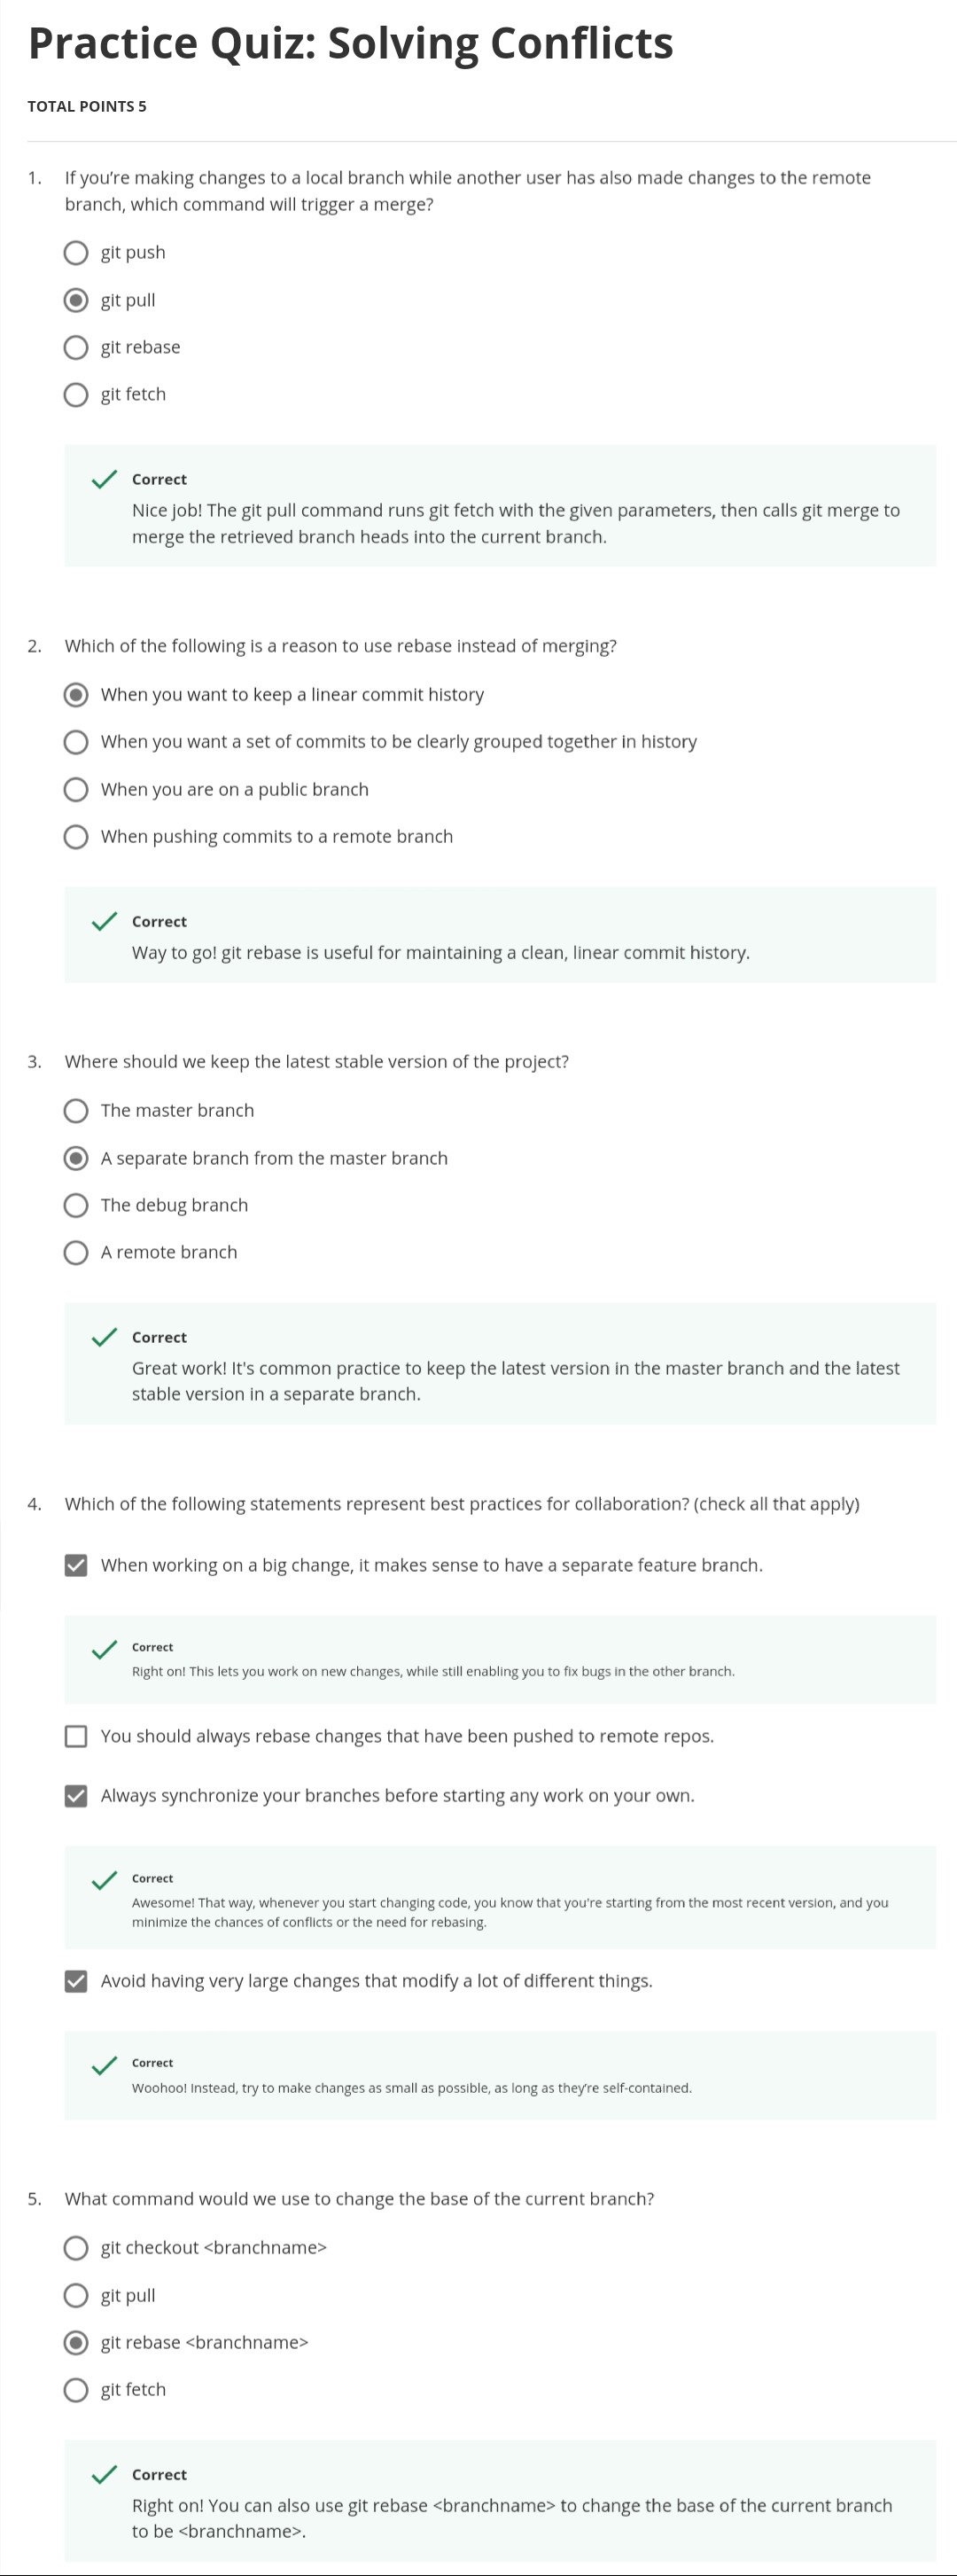 Practice Quiz: Solving Conflicts
TOTAL POINTS 5
1. If you’re making changes to a local branch while another user has also made changes to the remote
branch, which command will trigger a merge?
git push
git pull
git rebase
git fetch
Correct
Nice job! The git pull command runs git fetch with the given parameters, then calls git merge to
merge the retrieved branch heads into the current branch.
2. Which of the following is a reason to use rebase instead of merging?
When you want to keep a linear commit history
When you want a set of commits to be clearly grouped together in history
When you are on a public branch
When pushing commits to a remote branch
Correct
Way to go! git rebase is useful for maintaining a clean, linear commit history.
3. Where should we keep the latest stable version of the project?
The master branch
A separate branch from the master branch
The debug branch
A remote branch
Correct
Great work! It's common practice to keep the latest version in the master branch and the latest
stable version in a separate branch.
4. Which of the following statements represent best practices for collaboration? (check all that apply)
When working on a big change, it makes sense to have a separate feature branch.
Correct
Right on! This lets you work on new changes, while still enabling you to fix bugs in the other branch.
You should always rebase changes that have been pushed to remote repos.
Always synchronize your branches before starting any work on your own.
Correct
Awesome! That way, whenever you start changing code, you know that you're starting from the most recent version, and you
minimize the chances of conflicts or the need for rebasing.
Avoid having very large changes that modify a lot of different things.
Correct
Woohoo! Instead, try to make changes as small as possible, as long as they’re self-contained.
5. What command would we use to change the base of the current branch?
git checkout <branchname>
git pull
git rebase <branchname>
git fetch
Correct
Right on! You can also use git rebase <branchname> to change the base of the current branch
to be <branchname>.